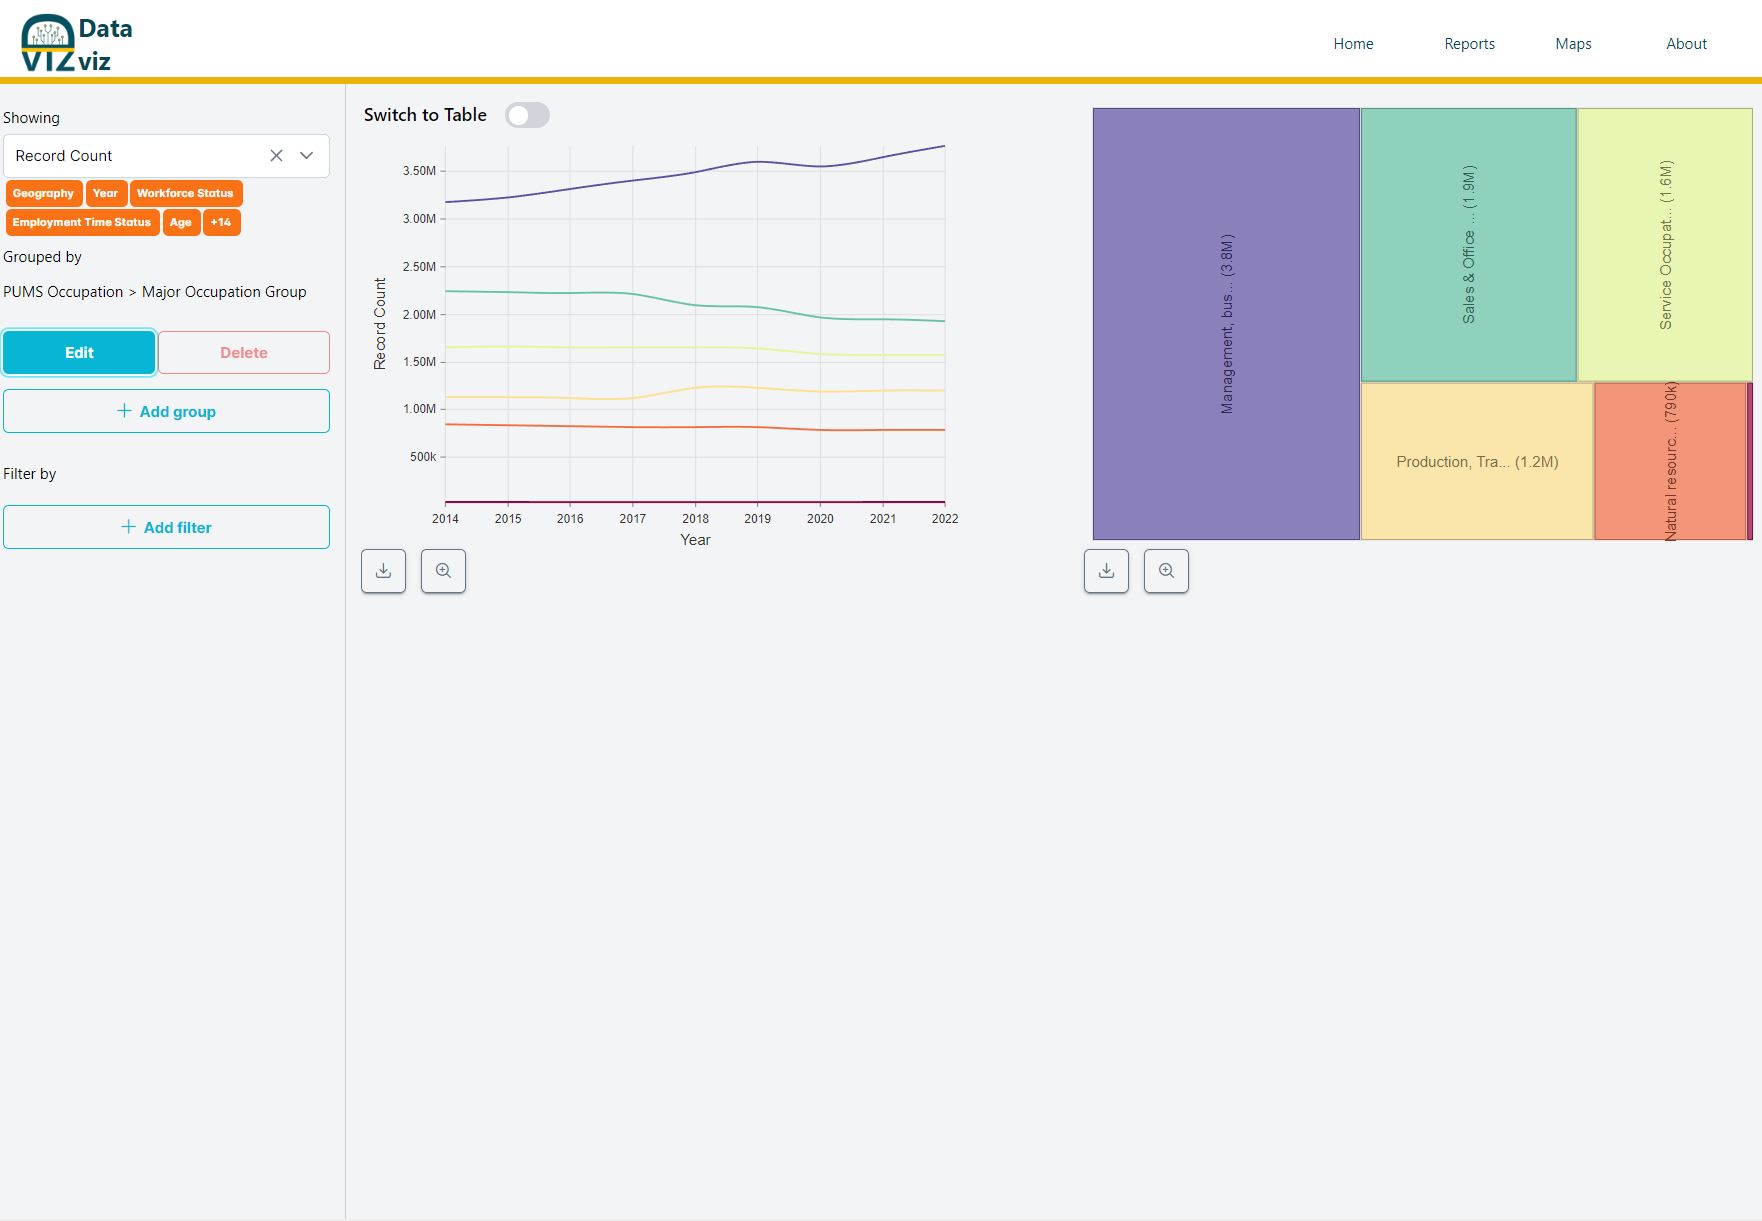 Data
VIZ viz
Home Reports Maps About
Showing
Record Count
Geography Year Workforce Status
Employment Time Status Age +14
Grouped by
PUMS Occupation > Major Occupation Group
Edit Delete
+ Add group
Filter by
+ Add filter
Switch to Table
Record Count
3.50M
3.00M
2.50M
2.00M
1.50M
1.00M
500k
2014 2015 2016 2017 2018 2019 2020 2021 2022
Year
Management, bus... (3.8M)
Sales & Office ... (1.9M)
Service Occupat... (1.6M)
Production, Tra... (1.2M)
Natural resourc... (790k)